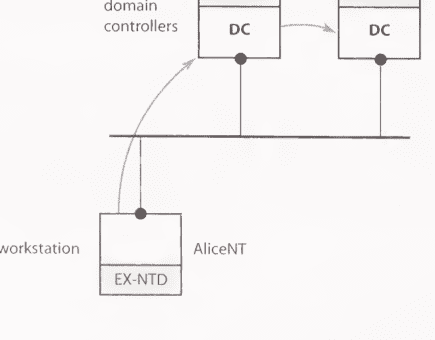 domain
controllers
DC
DC
workstation
AliceNT
EX-NTD